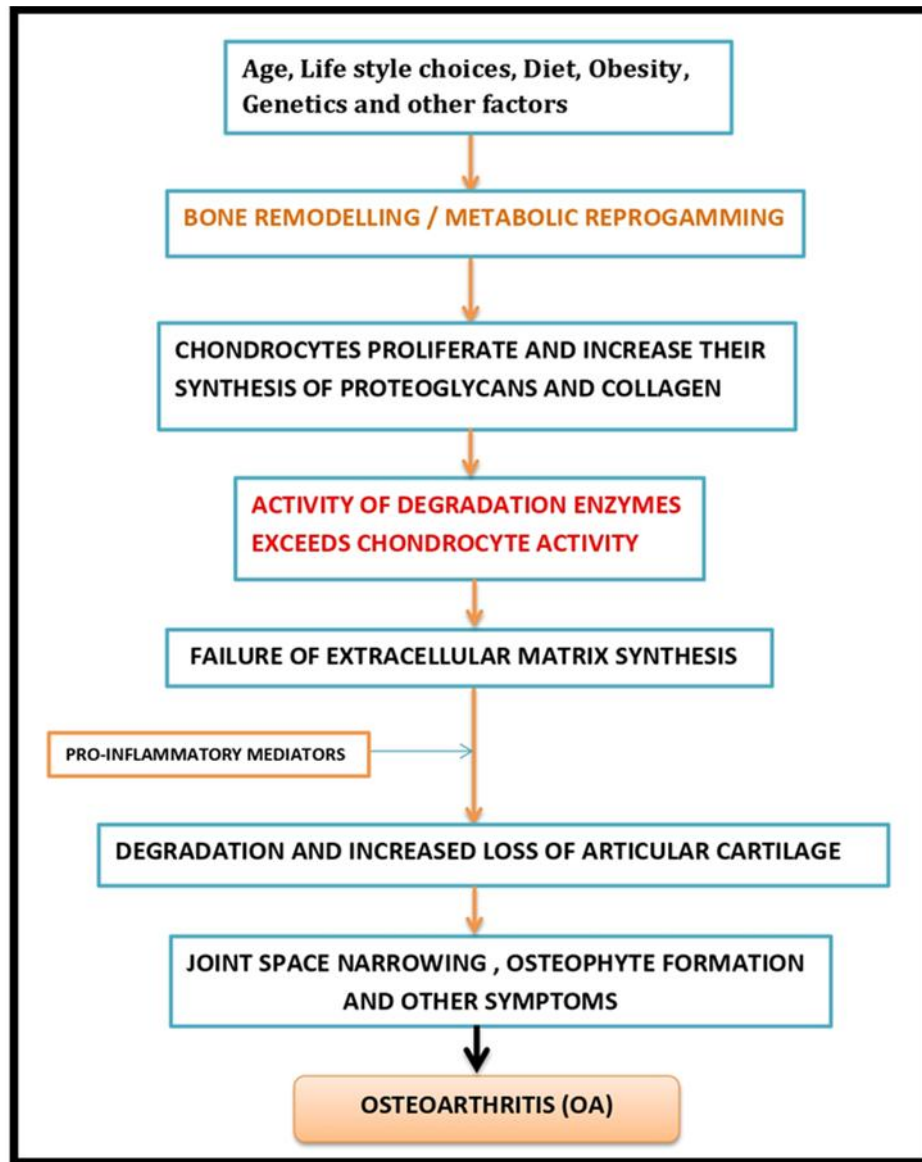 Age, Life style choices, Diet, Obesity,
Genetics and other factors
BONE REMODELLING / METABOLIC REPROGAMMING
CHONDROCYTES PROLIFERATE AND INCREASE THEIR
SYNTHESIS OF PROTEOGLYCANS AND COLLAGEN
ACTIVITY OF DEGRADATION ENZYMES
EXCEEDS CHONDROCYTE ACTIVITY
FAILURE OF EXTRACELLULAR MATRIX SYNTHESIS
PRO-INFLAMMATORY MEDIATORS
DEGRADATION AND INCREASED LOSS OF ARTICULAR CARTILAGE
JOINT SPACE NARROWING , OSTEOPHYTE FORMATION
AND OTHER SYMPTOMS
OSTEOARTHRITIS (OA)